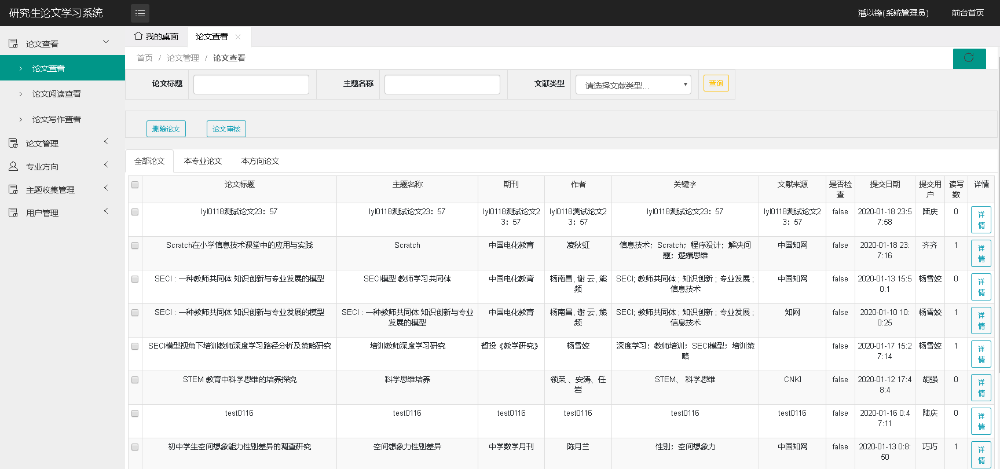 研究生论文学习系统
潘以锋(系统管理员)
前台首页
论文查看
论文查看
论文阅读查看
论文写作查看
论文管理
专业方向
主题收集管理
用户管理
我的桌面
论文查看
首页 / 论文管理 / 论文查看
论文标题
主题名称
文献类型
请选择文献类型...
查询
删除论文
论文审核
全部论文
本专业论文
本方向论文
论文标题
主题名称
期刊
作者
关键字
文献来源
是否检
查
提交日期
提交用
户
读写
数
详情
lyl0118测试论文23：57
lyl0118测试论文23：57
lyl0118测试论文2
3：57
lyl0118测试论文2
3：57
lyl0118测试论文23：57
lyl0118测试论文2
3：57
false
2020-01-18 23:5
7:58
陆庆
0
详
情
Scratch在小学信息技术课堂中的应用与实践
Scratch
中国电化教育
凌秋虹
信息技术；Scratch；程序设计；解决问
题；逻辑思维
中国知网
false
2020-01-18 23:
7:16
齐齐
1
详
情
SECI : 一种教师共同体 知识创新与专业发展的模型
SECI模型 教师学习共同体
中国电化教育
杨南昌, 谢 云, 熊
频
SECI; 教师共同体 ; 知识创新 ; 专业发展 ;
信息技术
中国知网
false
2020-01-13 15:5
0:1
杨雪姣
0
详
情
SECI : 一种教师共同体 知识创新与专业发展的模型
SECI : 一种教师共同体 知识创新与专业
发展的模型
中国电化教育
杨南昌, 谢 云, 熊
频
SECI; 教师共同体 ; 知识创新 ; 专业发展 ;
信息技术
知网
false
2020-01-10 10:
0:25
杨雪姣
1
详
情
SECI模型视角下培训教师深度学习路径分析及策略研究
培训教师深度学习研究
暂投《教学研究》
杨雪姣
深度学习；教师培训；SECI模型；培训策
略
false
2020-01-17 15:2
7:14
杨雪姣
1
详
情
STEM 教育中科学思维的培养探究
科学思维培养
领荣 、安涛、任
岩
STEM、 科学思维
CNKI
false
2020-01-12 17:4
8:4
胡强
0
详
情
test0116
test0116
test0116
test0116
test0116
test0116
false
2020-01-16 0:4
7:11
陆庆
0
详
情
初中学生空间想象能力性别差异的调查研究
空间想象力性别差异
中学数学月刊
陈月兰
性别；空间想象力
中国知网
false
2020-01-13 0:8:
50
巧巧
1
详
情